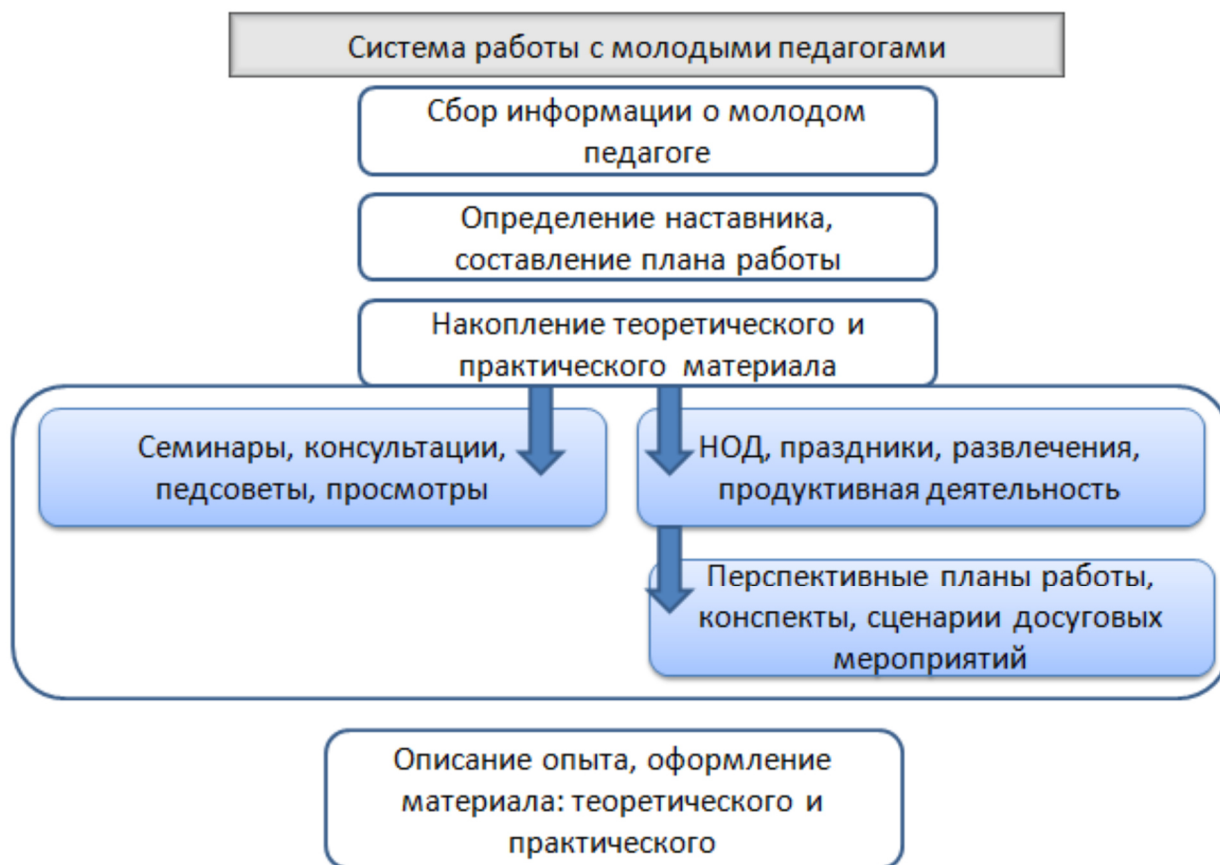 Система работы с молодыми педагогами
Сбор информации о молодом
педагоге
Определение наставника,
составление плана работы
Накопление теоретического и
практического материала
Семинары, консультации,
педсоветы, просмотры
НОД, праздники, развлечения,
продуктивная деятельность
Перспективные планы работы,
конспекты, сценарии досуговых
мероприятий
Описание опыта, оформление
материала: теоретического и
практического